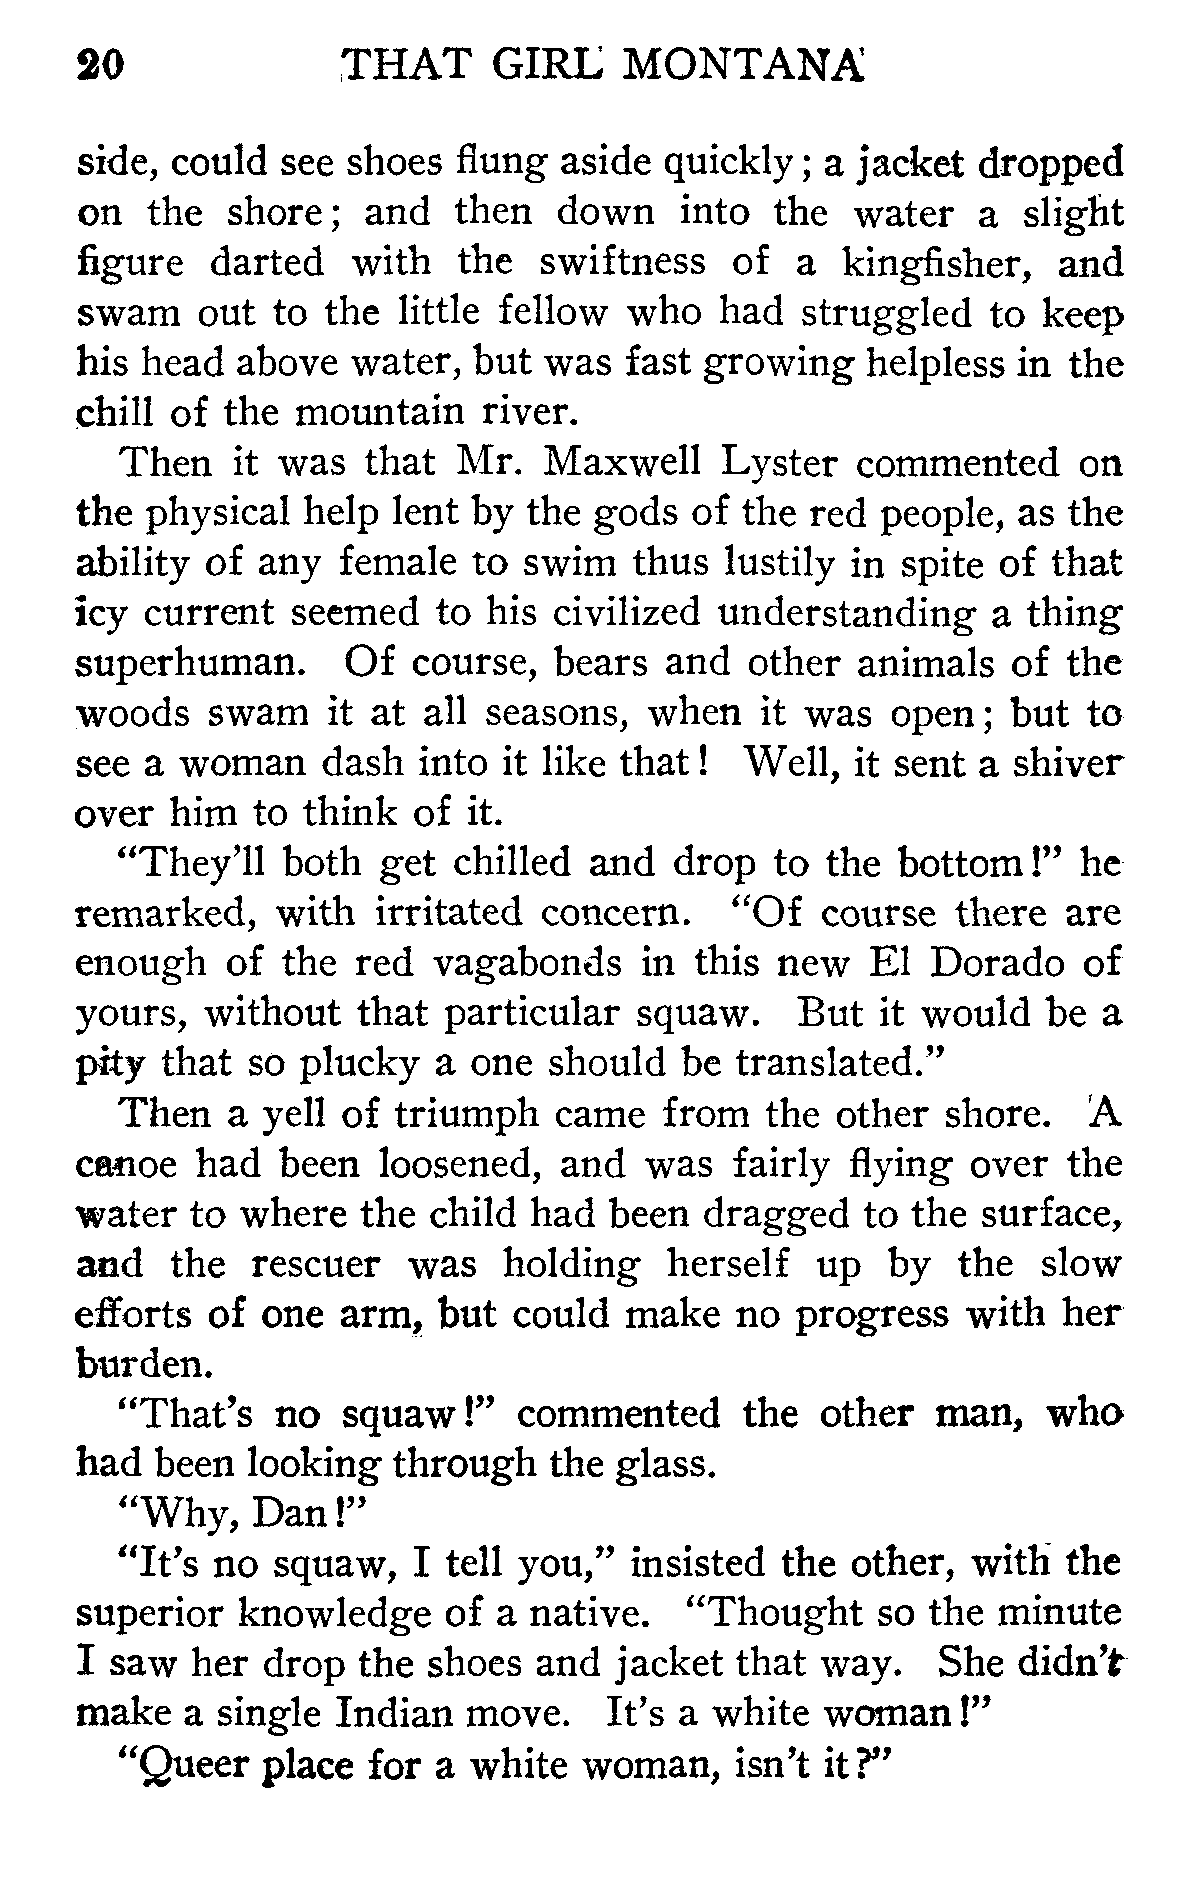 20 THAT GIRL MONTANA
side, could see shoes flung aside quickly; a jacket dropped
on the shore; and then down into the water a slight
figure darted with the swiftness of a kingfisher, and
swam out to the little fellow who had struggled to keep
his head above water, but was fast growing helpless in the
chill of the mountain river.
Then it was that Mr. Maxwell Lyster commented on
the physical help lent by the gods of the red people, as the
ability of any female to swim thus lustily in spite of that
icy current seemed to his civilized understanding a thing
superhuman. Of course, bears and other animals of the
woods swam it at all seasons, when it was open; but to
see a woman dash into it like that! Well, it sent a shiver
over him to think of it.
“They’ll both get chilled and drop to the bottom!” he
remarked, with irritated concern. “Of course there are
enough of the red vagabonds in this new El Dorado of
yours, without that particular squaw. But it would be a
pity that so plucky a one should be translated.”
Then a yell of triumph came from the other shore. A
canoe had been loosened, and was fairly flying over the
water to where the child had been dragged to the surface,
and the rescuer was holding herself up by the slow
efforts of one arm, but could make no progress with her
burden.
“That’s no squaw!” commented the other man, who
had been looking through the glass.
“Why, Dan!”
“It’s no squaw, I tell you,” insisted the other, with the
superior knowledge of a native. “Thought so the minute
I saw her drop the shoes and jacket that way. She didn’t
make a single Indian move. It’s a white woman!”
“Queer place for a white woman, isn’t it?”